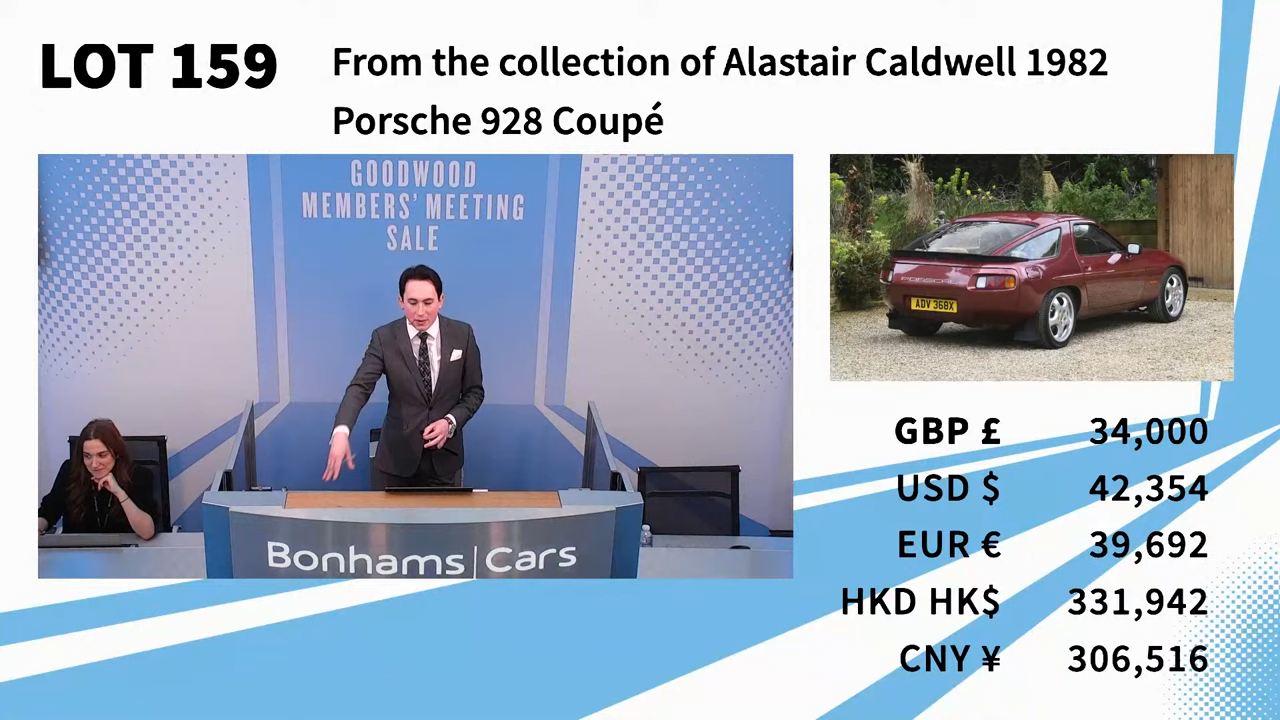 LOT 159
From the collection of Alastair Caldwell 1982
Porsche 928 Coupé
GOODWOOD
MEMBERS' MEETING
SALE
Bonhams|Cars
PORSCHE
ADV 368X
GBP £ 34,000
USD $ 42,354
EUR € 39,692
HKD HK$ 331,942
CNY ¥ 306,516